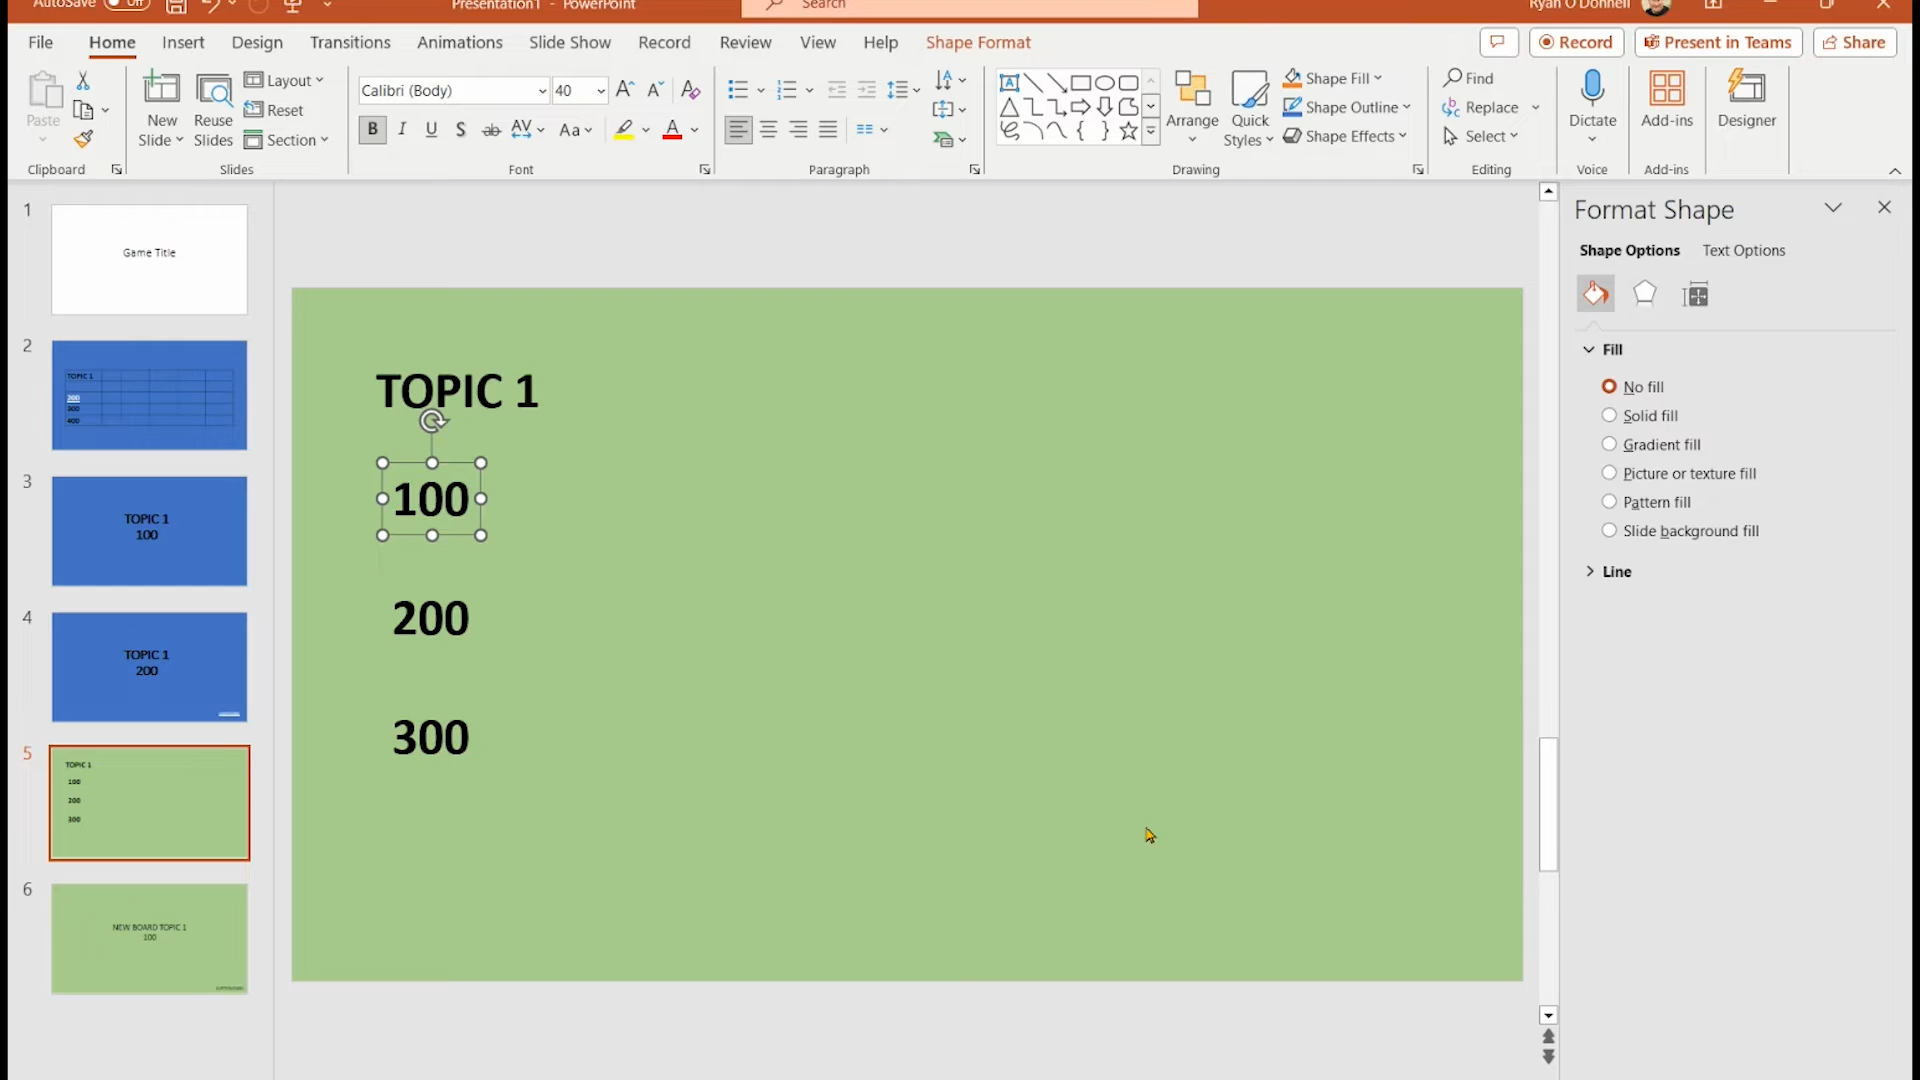 AutoSave Off Presentation1 - PowerPoint Search Ryan O'Donnell
File Home Insert Design Transitions Animations Slide Show Record Review View Help Shape Format Record Present in Teams Share
Paste
Clipboard
New Slide
Reuse Slides
Layout
Reset
Section
Slides
Calibri (Body) 40
B I U S ab AV Aa A
Font
Paragraph
Arrange
Quick Styles
Shape Fill
Shape Outline
Shape Effects
Drawing
Find
Replace
Select
Editing
Dictate
Voice
Add-ins
Add-ins
Designer
1
Game Title
2
TOPIC 1
200
300
400
3
TOPIC 1
100
4
TOPIC 1
200
5
TOPIC 1
100
200
300
6
NEW BOARD TOPIC 1
100
TOPIC 1
100
200
300
Format Shape
Shape Options Text Options
Fill
No fill
Solid fill
Gradient fill
Picture or texture fill
Pattern fill
Slide background fill
Line